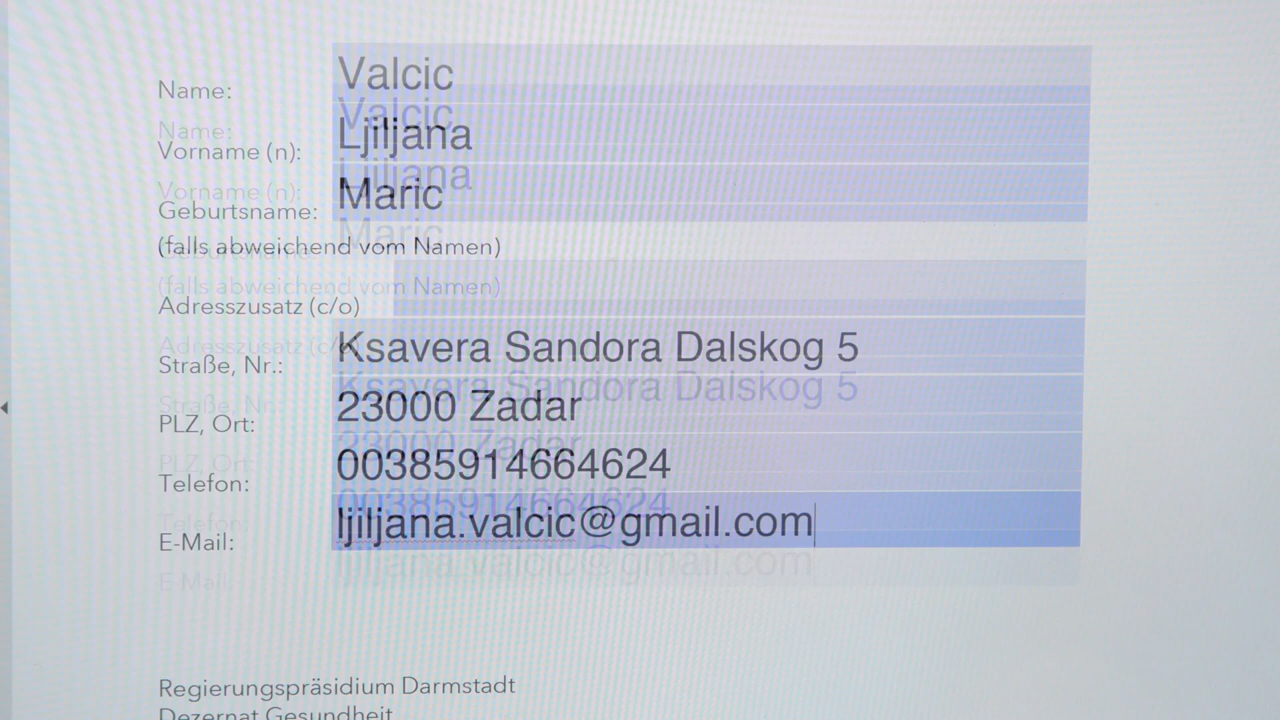 Name: Valcic
Vorname (n): Ljiljana
Geburtsname: Maric
(falls abweichend vom Namen)
Adresszusatz (c/o)
Straße, Nr.: Ksavera Sandora Dalskog 5
PLZ, Ort: 23000 Zadar
Telefon: 00385914664624
E-Mail: ljiljana.valcic@gmail.com
Regierungspräsidium Darmstadt
Dezernat Gesundheit